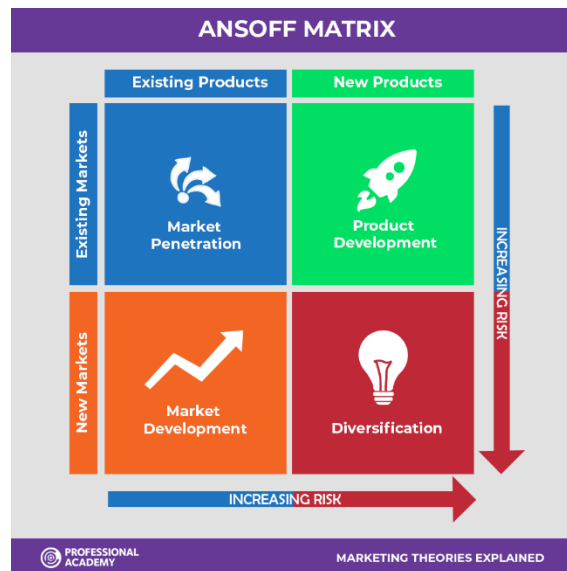 ANSOFF MATRIX
Existing Products
New Products
Existing Markets
Market
Penetration
Product
Development
INCREASING RISK
New Markets
Market
Development
Diversification
INCREASING RISK
PROFESSIONAL
ACADEMY
MARKETING THEORIES EXPLAINED